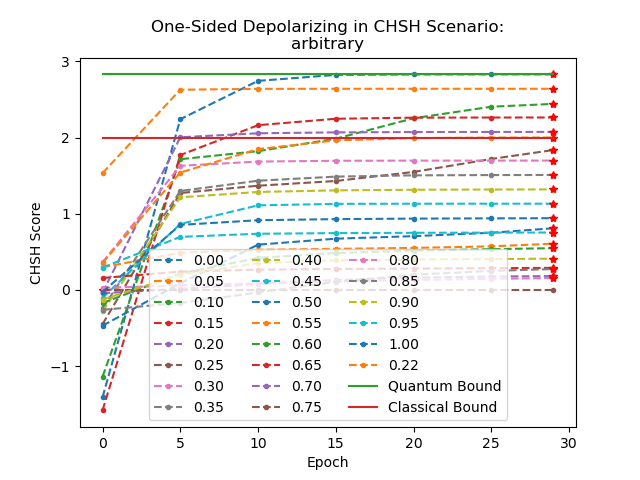 One-Sided Depolarizing in CHSH Scenario:
arbitrary
CHSH Score
3
2
1
0
−1
0.00 0.40 0.80
0.05 0.45 0.85
0.10 0.50 0.90
0.15 0.55 0.95
0.20 0.60 1.00
0.25 0.65 0.22
0.30 0.70 Quantum Bound
0.35 0.75 Classical Bound
0 5 10 15 20 25 30
Epoch